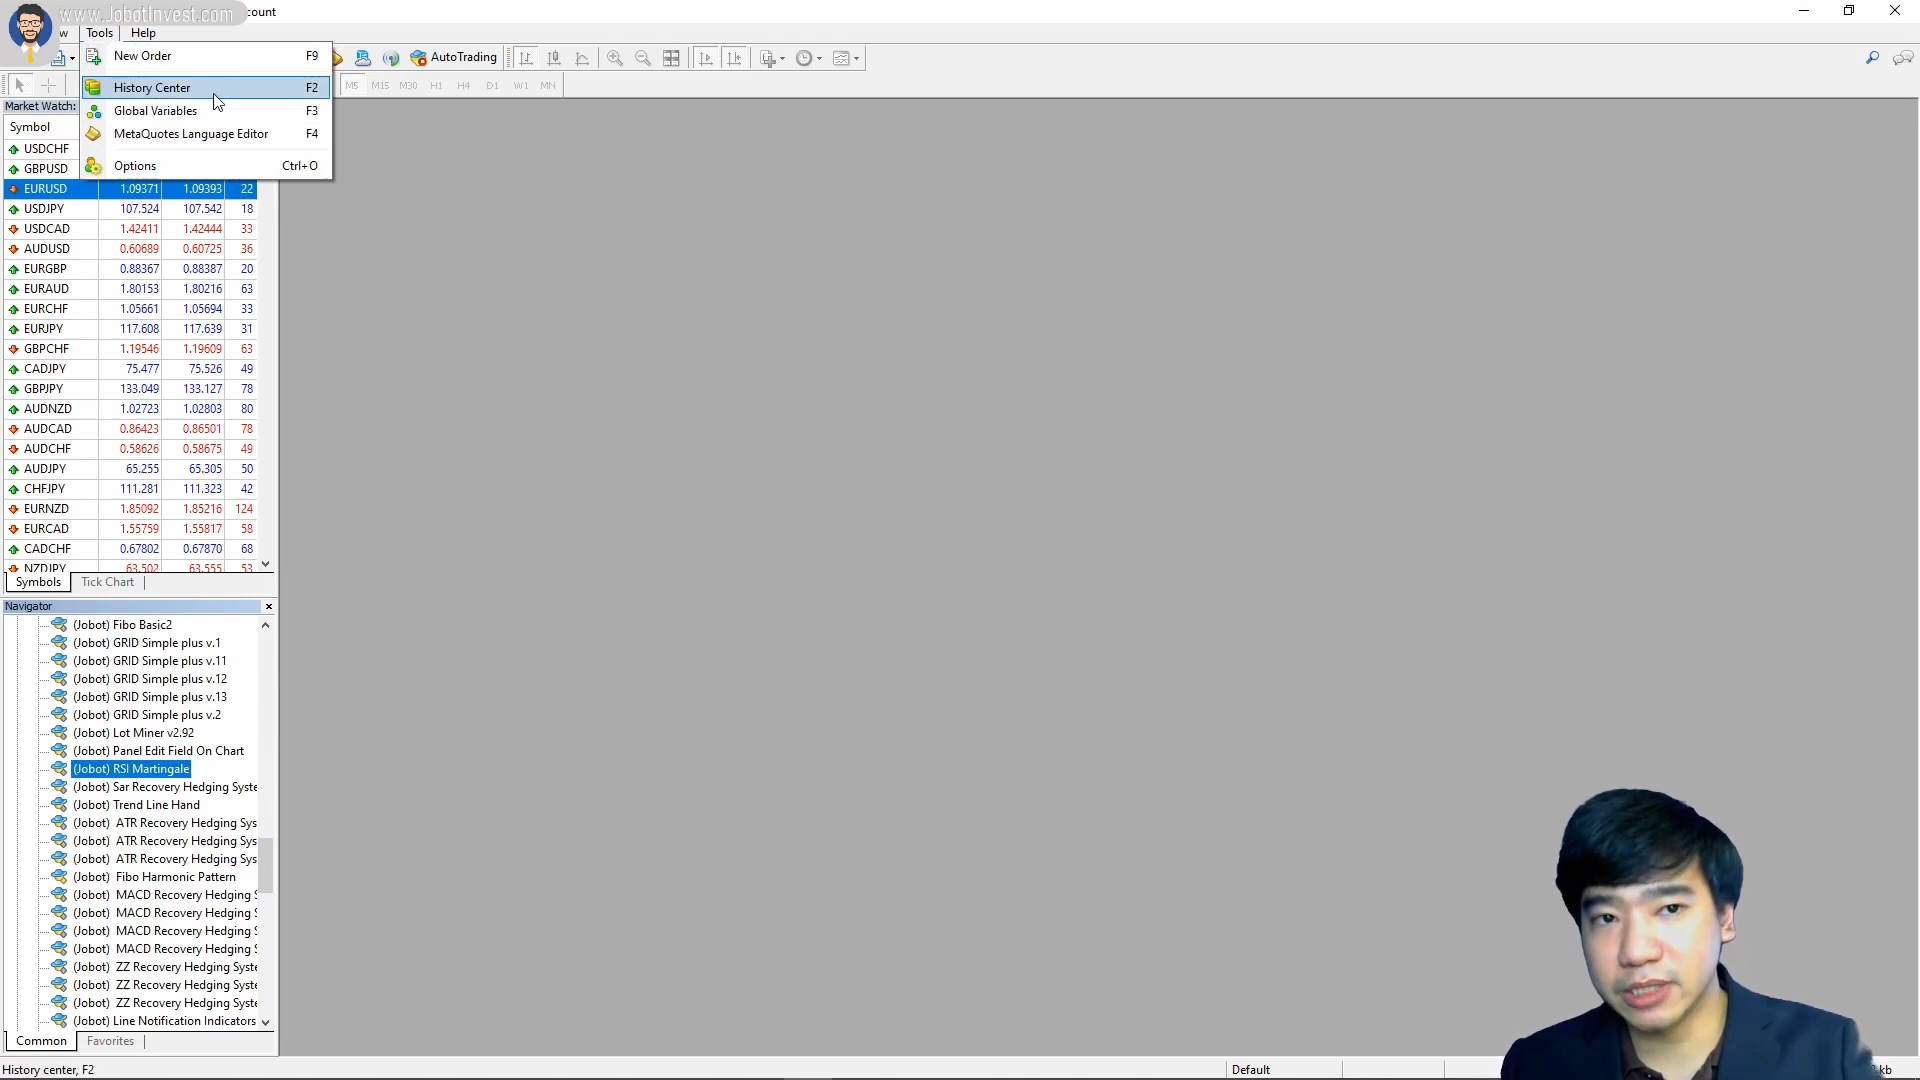 www.JobotInvest.com
count
w
Tools
Help
New Order F9
History Center F2
Global Variables F3
MetaQuotes Language Editor F4
Options Ctrl+O
AutoTrading
M5 M15 M30 H1 H4 D1 W1 MN
Market Watch:
Symbol
USDCHF
GBPUSD
EURUSD 1.09371 1.09393 22
USDJPY 107.524 107.542 18
USDCAD 1.42411 1.42444 33
AUDUSD 0.60689 0.60725 36
EURGBP 0.88367 0.88387 20
EURAUD 1.80153 1.80216 63
EURCHF 1.05661 1.05694 33
EURJPY 117.608 117.639 31
GBPCHF 1.19546 1.19609 63
CADJPY 75.477 75.526 49
GBPJPY 133.049 133.127 78
AUDNZD 1.02723 1.02803 80
AUDCAD 0.86423 0.86501 78
AUDCHF 0.58626 0.58675 49
AUDJPY 65.255 65.305 50
CHFJPY 111.281 111.323 42
EURNZD 1.85092 1.85216 124
EURCAD 1.55759 1.55817 58
CADCHF 0.67802 0.67870 68
NZDJPY 63.502 63.555 53
Symbols Tick Chart
Navigator
(Jobot) Fibo Basic2
(Jobot) GRID Simple plus v.1
(Jobot) GRID Simple plus v.11
(Jobot) GRID Simple plus v.12
(Jobot) GRID Simple plus v.13
(Jobot) GRID Simple plus v.2
(Jobot) Lot Miner v2.92
(Jobot) Panel Edit Field On Chart
(Jobot) RSI Martingale
(Jobot) Sar Recovery Hedging Syste
(Jobot) Trend Line Hand
(Jobot) ATR Recovery Hedging Sys
(Jobot) ATR Recovery Hedging Sys
(Jobot) ATR Recovery Hedging Sys
(Jobot) Fibo Harmonic Pattern
(Jobot) MACD Recovery Hedging S
(Jobot) MACD Recovery Hedging S
(Jobot) MACD Recovery Hedging S
(Jobot) MACD Recovery Hedging S
(Jobot) ZZ Recovery Hedging Syste
(Jobot) ZZ Recovery Hedging Syste
(Jobot) ZZ Recovery Hedging Syste
(Jobot) Line Notification Indicators
Common Favorites
History center, F2
Default
kb